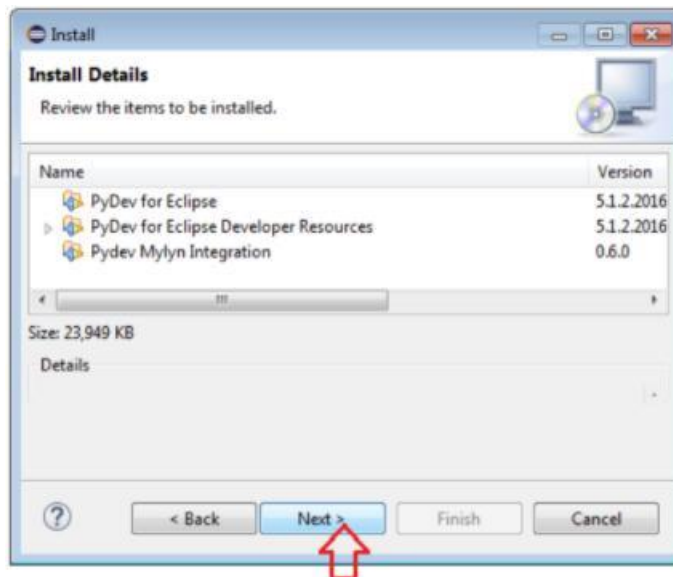 Install
Install Details
Review the items to be installed.
Name Version
PyDev for Eclipse 5.1.2.2016
PyDev for Eclipse Developer Resources 5.1.2.2016
Pydev Mylyn Integration 0.6.0
Size: 23,949 KB
Details
? < Back Next > Finish Cancel